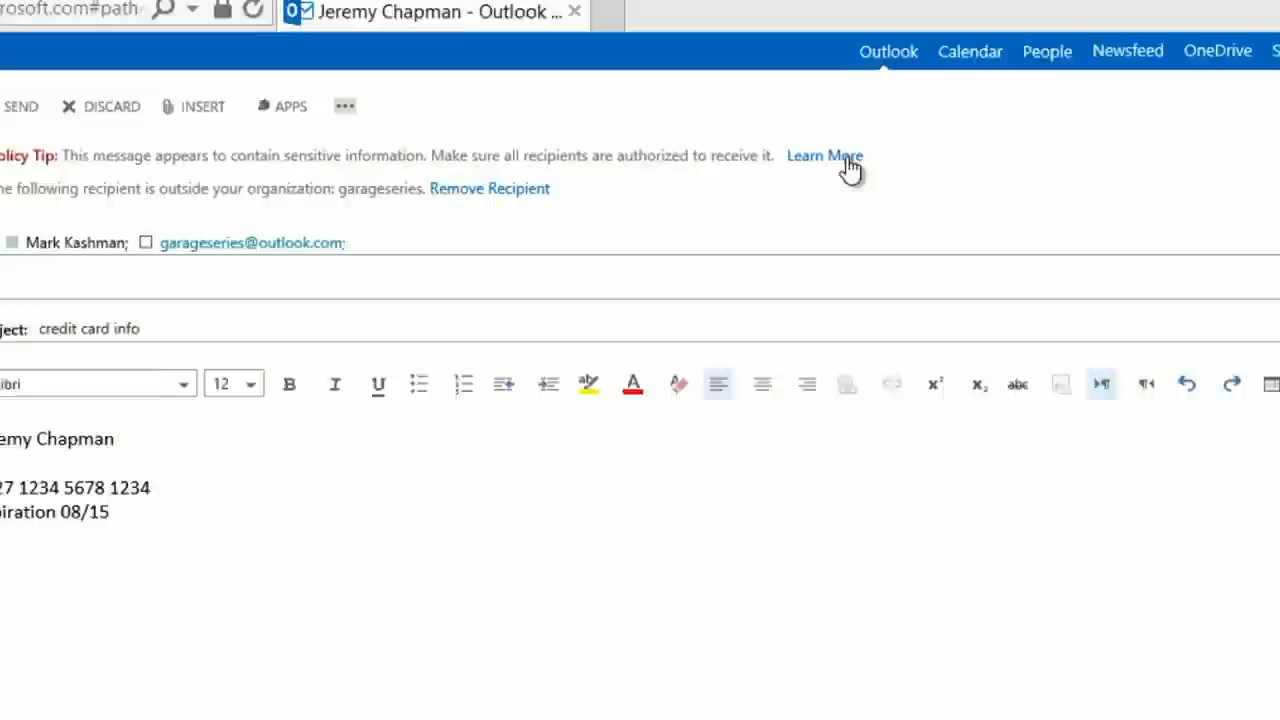 rosoft.com#path
Jeremy Chapman - Outlook ...
Outlook Calendar People Newsfeed OneDrive S
SEND DISCARD INSERT APPS
olicy Tip: This message appears to contain sensitive information. Make sure all recipients are authorized to receive it. Learn More
he following recipient is outside your organization: garageseries. Remove Recipient
Mark Kashman; garageseries@outlook.com;
ject: credit card info
ibri 12 B I U A abc
emy Chapman
27 1234 5678 1234
iration 08/15